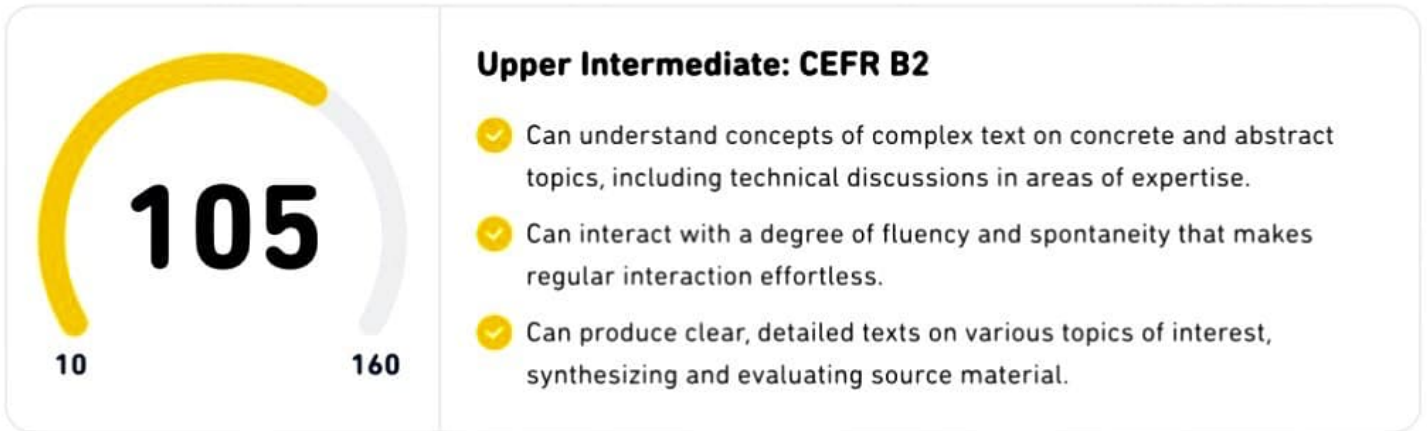 105
10
160
Upper Intermediate: CEFR B2
Can understand concepts of complex text on concrete and abstract
topics, including technical discussions in areas of expertise.
Can interact with a degree of fluency and spontaneity that makes
regular interaction effortless.
Can produce clear, detailed texts on various topics of interest,
synthesizing and evaluating source material.